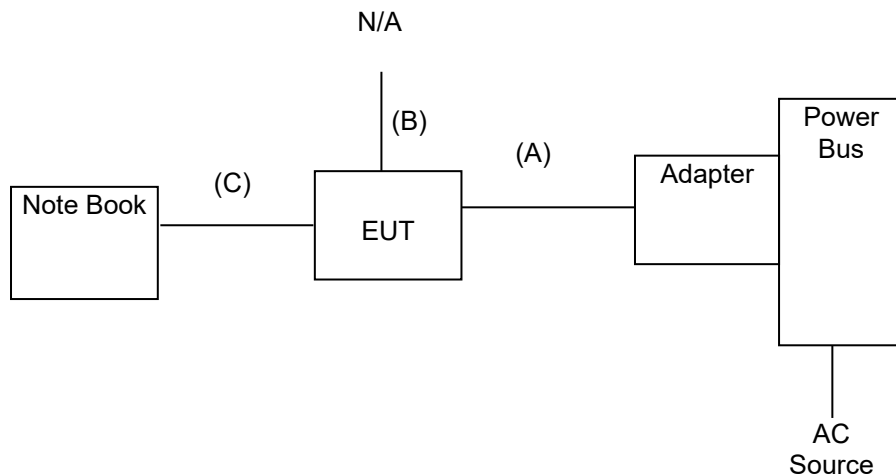 N/A
(B)
(A)
(C)
Note Book
EUT
Adapter
Power
Bus
AC
Source